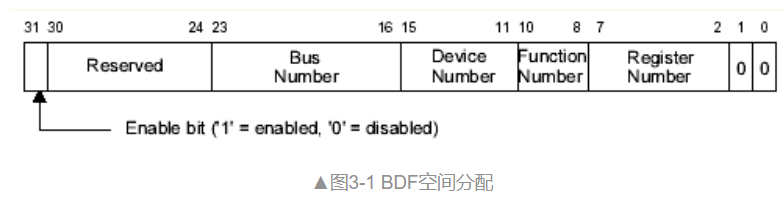 31 30 24 23 16 15 11 10 8 7 2 1 0
Reserved Bus Number Device Number Function Number Register Number 0 0
Enable bit ('1' = enabled, '0' = disabled)
▲图3-1 BDF空间分配